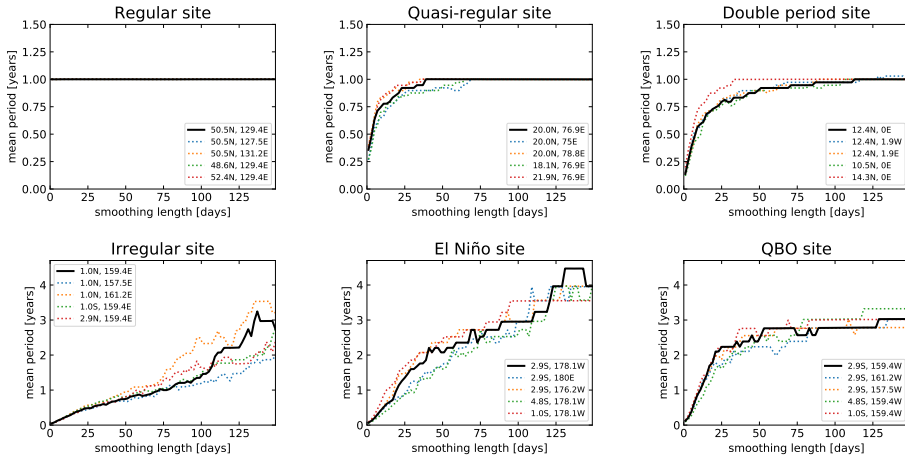 Regular site
mean period [years]
1.50
1.25
1.00
0.75
0.50
0.25
0.00
50.5N, 129.4E
50.5N, 127.5E
50.5N, 131.2E
48.6N, 129.4E
52.4N, 129.4E
0 25 50 75 100 125
smoothing length [days]
Quasi-regular site
mean period [years]
1.50
1.25
1.00
0.75
0.50
0.25
0.00
20.0N, 76.9E
20.0N, 75E
20.0N, 78.8E
18.1N, 76.9E
21.9N, 76.9E
0 25 50 75 100 125
smoothing length [days]
Double period site
mean period [years]
1.50
1.25
1.00
0.75
0.50
0.25
0.00
12.4N, 0E
12.4N, 1.9W
12.4N, 1.9E
10.5N, 0E
14.3N, 0E
0 25 50 75 100 125
smoothing length [days]
Irregular site
mean period [years]
4
3
2
1
0
1.0N, 159.4E
1.0N, 157.5E
1.0N, 161.2E
1.0S, 159.4E
2.9N, 159.4E
0 25 50 75 100 125
smoothing length [days]
El Niño site
mean period [years]
4
3
2
1
0
2.9S, 178.1W
2.9S, 180E
2.9S, 176.2W
4.8S, 178.1W
1.0S, 178.1W
0 25 50 75 100 125
smoothing length [days]
QBO site
mean period [years]
4
3
2
1
0
2.9S, 159.4W
2.9S, 161.2W
2.9S, 157.5W
4.8S, 159.4W
1.0S, 159.4W
0 25 50 75 100 125
smoothing length [days]